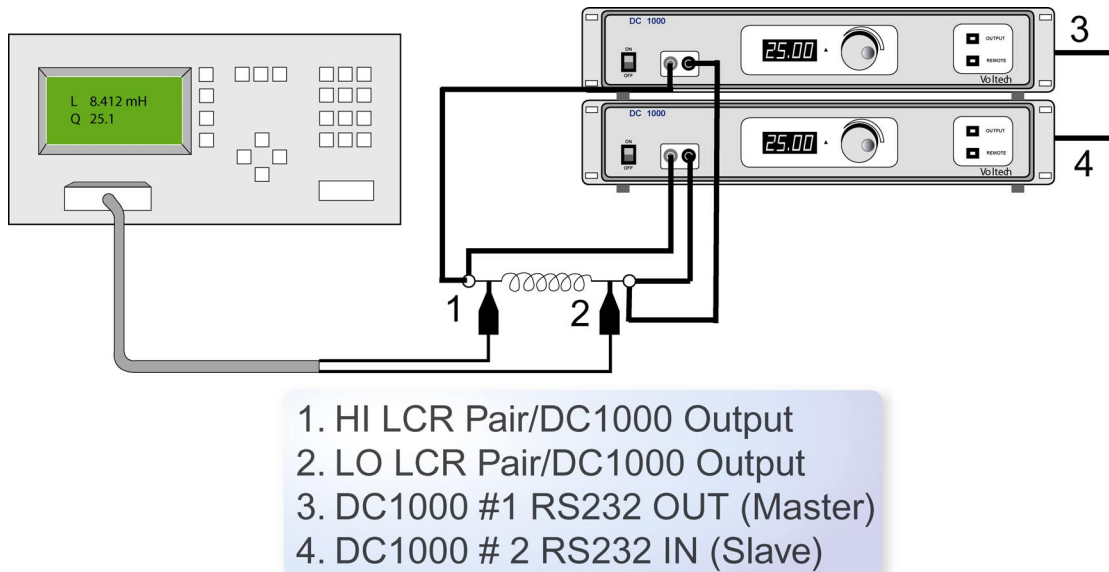 DC 1000
ON
OFF
25.00
OUTPUT
REMOTE
Voltech
3
L 8.412 mH
Q 25.1
DC 1000
ON
OFF
25.00
OUTPUT
REMOTE
Voltech
4
1
2
1. HI LCR Pair/DC1000 Output
2. LO LCR Pair/DC1000 Output
3. DC1000 #1 RS232 OUT (Master)
4. DC1000 # 2 RS232 IN (Slave)